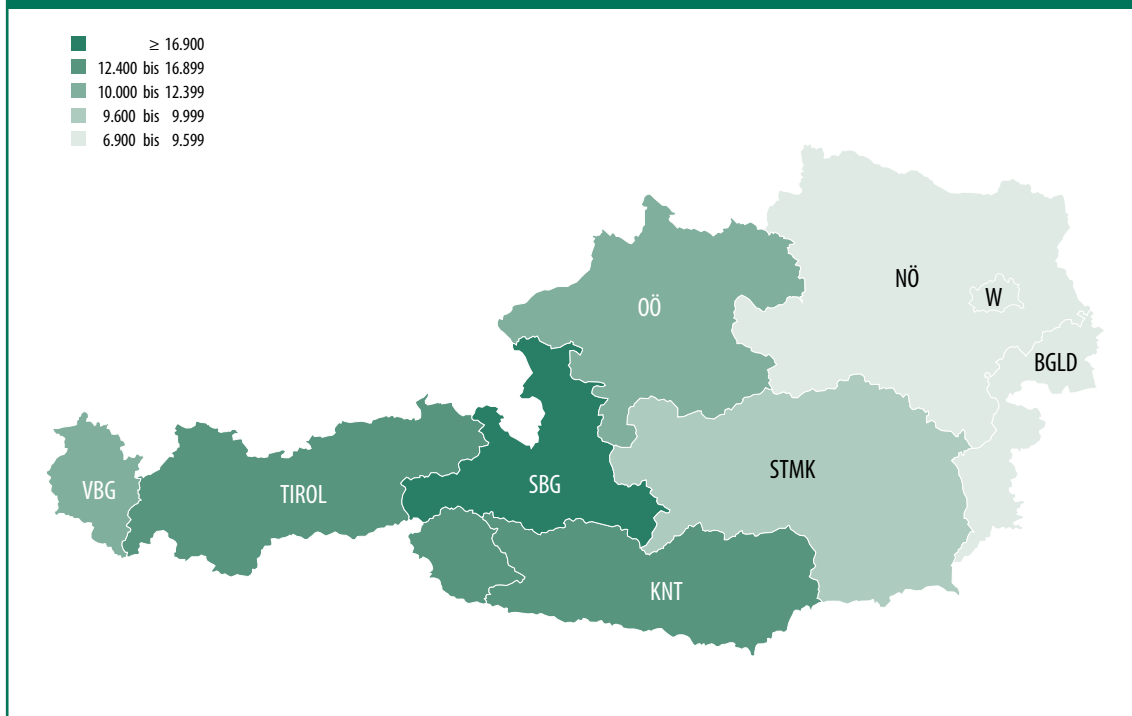 ≥ 16.900
12.400 bis 16.899
10.000 bis 12.399
9.600 bis 9.999
6.900 bis 9.599
NÖ
W
OÖ
BGLD
STMK
SBG
VBG
TIROL
KNT